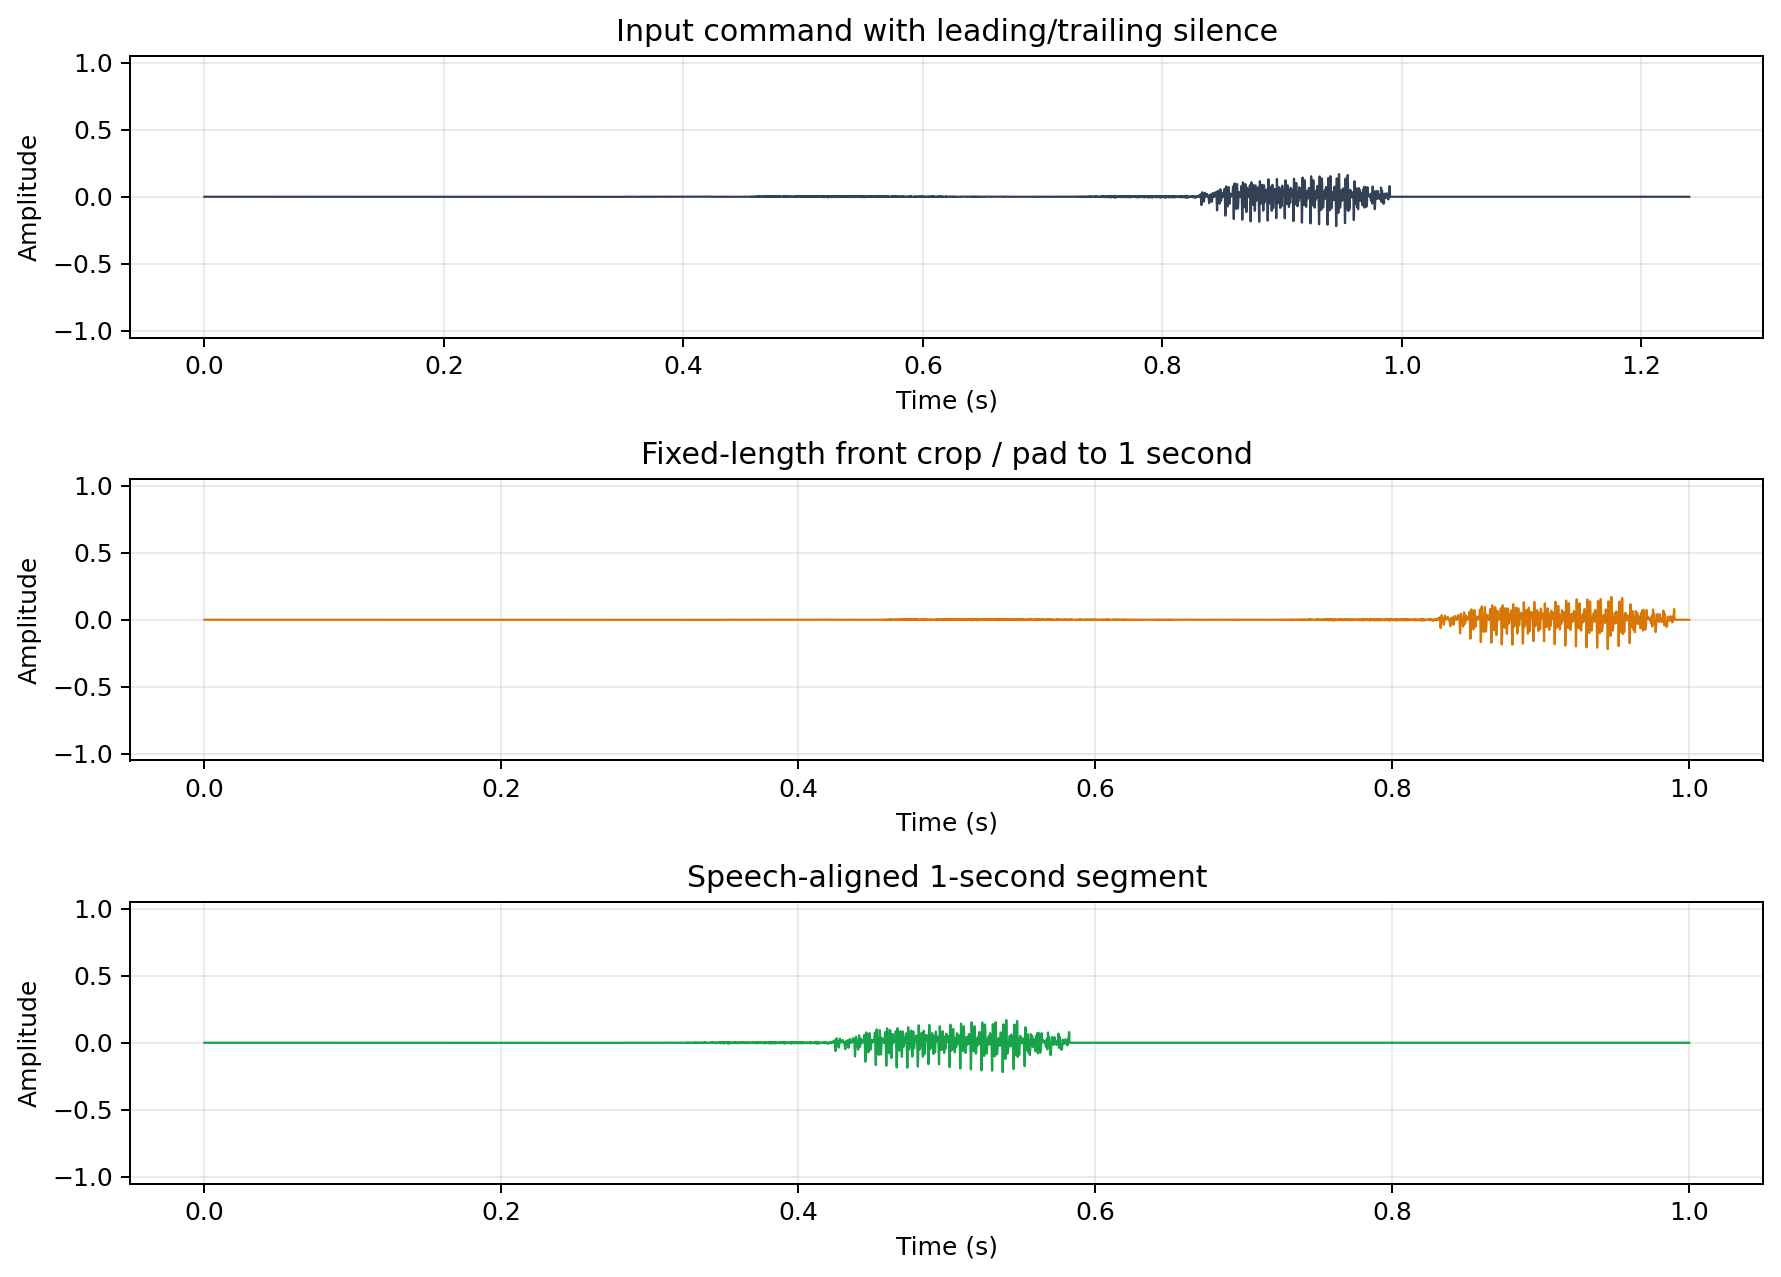 Input command with leading/trailing silence
Amplitude
1.0
0.5
0.0
−0.5
−1.0
0.0 0.2 0.4 0.6 0.8 1.0 1.2
Time (s)
Fixed-length front crop / pad to 1 second
Amplitude
1.0
0.5
0.0
−0.5
−1.0
0.0 0.2 0.4 0.6 0.8 1.0
Time (s)
Speech-aligned 1-second segment
Amplitude
1.0
0.5
0.0
−0.5
−1.0
0.0 0.2 0.4 0.6 0.8 1.0
Time (s)